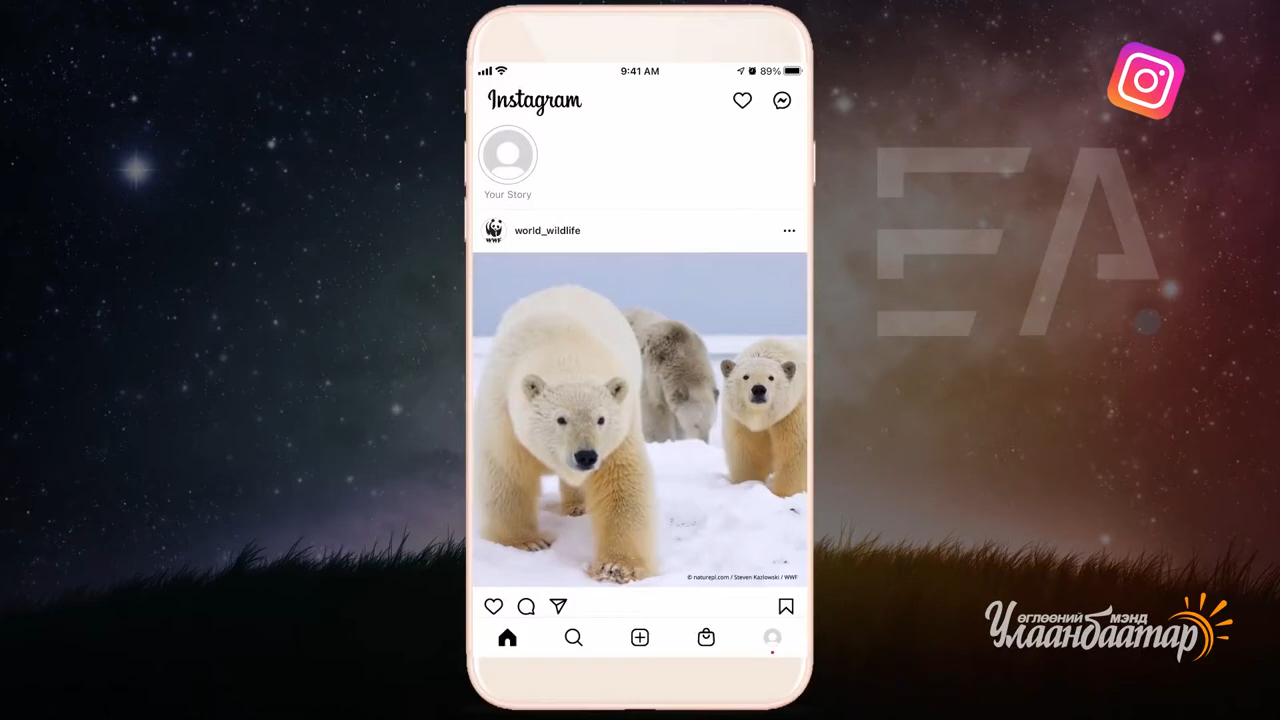 9:41 AM
89%
Instagram
Your Story
WWF
world_wildlife
EA
© naturepl.com / Steven Kazlowski / WWF
өглөөний мэнд
Улаанбаатар